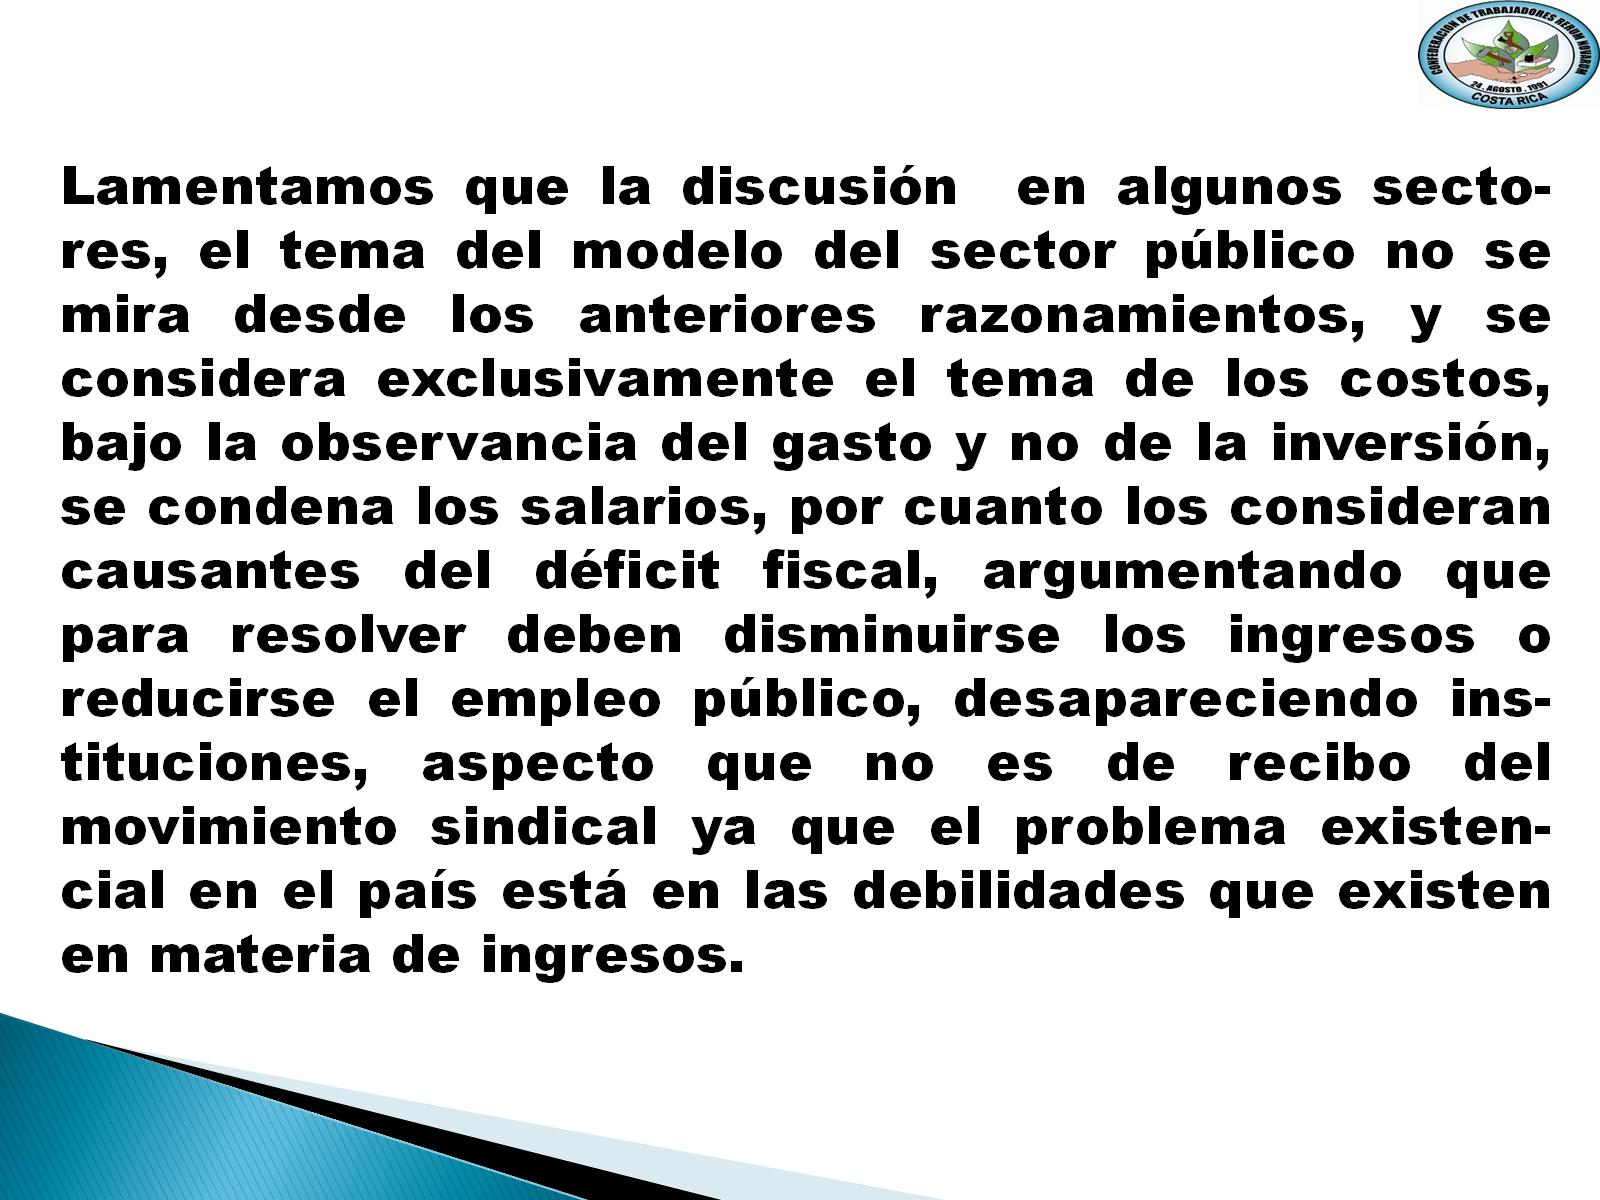 CONFEDERACION DE TRABAJADORES RERUM NOVARUM
24 . AGOSTO . 1991
COSTA RICA
Lamentamos que la discusión  en algunos secto-
res, el tema del modelo del sector público no se
mira desde los anteriores razonamientos, y se
considera exclusivamente el tema de los costos,
bajo la observancia del gasto y no de la inversión,
se condena los salarios, por cuanto los consideran
causantes del déficit fiscal, argumentando que
para resolver deben disminuirse los ingresos o
reducirse el empleo público, desapareciendo ins-
tituciones, aspecto que no es de recibo del
movimiento sindical ya que el problema existen-
cial en el país está en las debilidades que existen
en materia de ingresos.